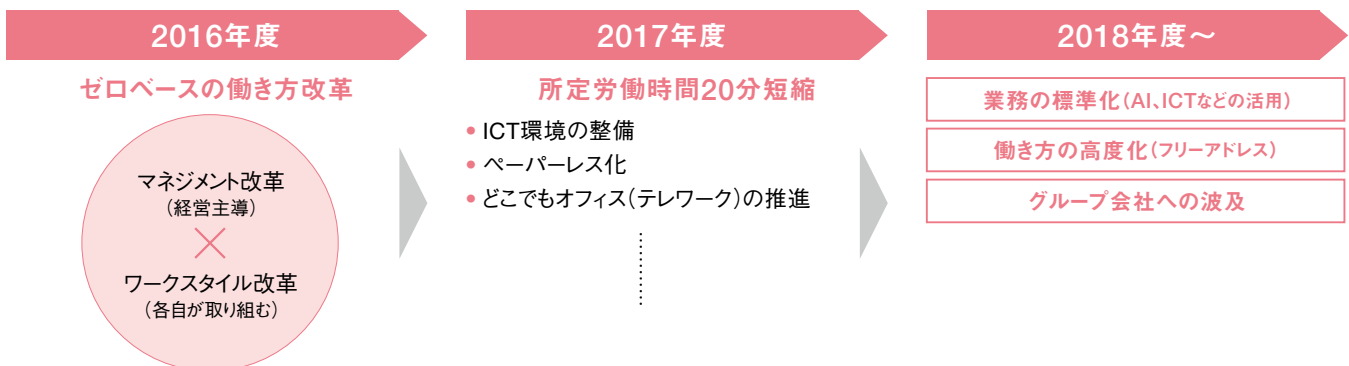 2016年度
ゼロベースの働き方改革
マネジメント改革
(経営主導)
×
ワークスタイル改革
(各自が取り組む)
2017年度
所定労働時間20分短縮
• ICT環境の整備
• ペーパーレス化
• どこでもオフィス(テレワーク)の推進
2018年度～
業務の標準化(AI、ICTなどの活用)
働き方の高度化(フリーアドレス)
グループ会社への波及